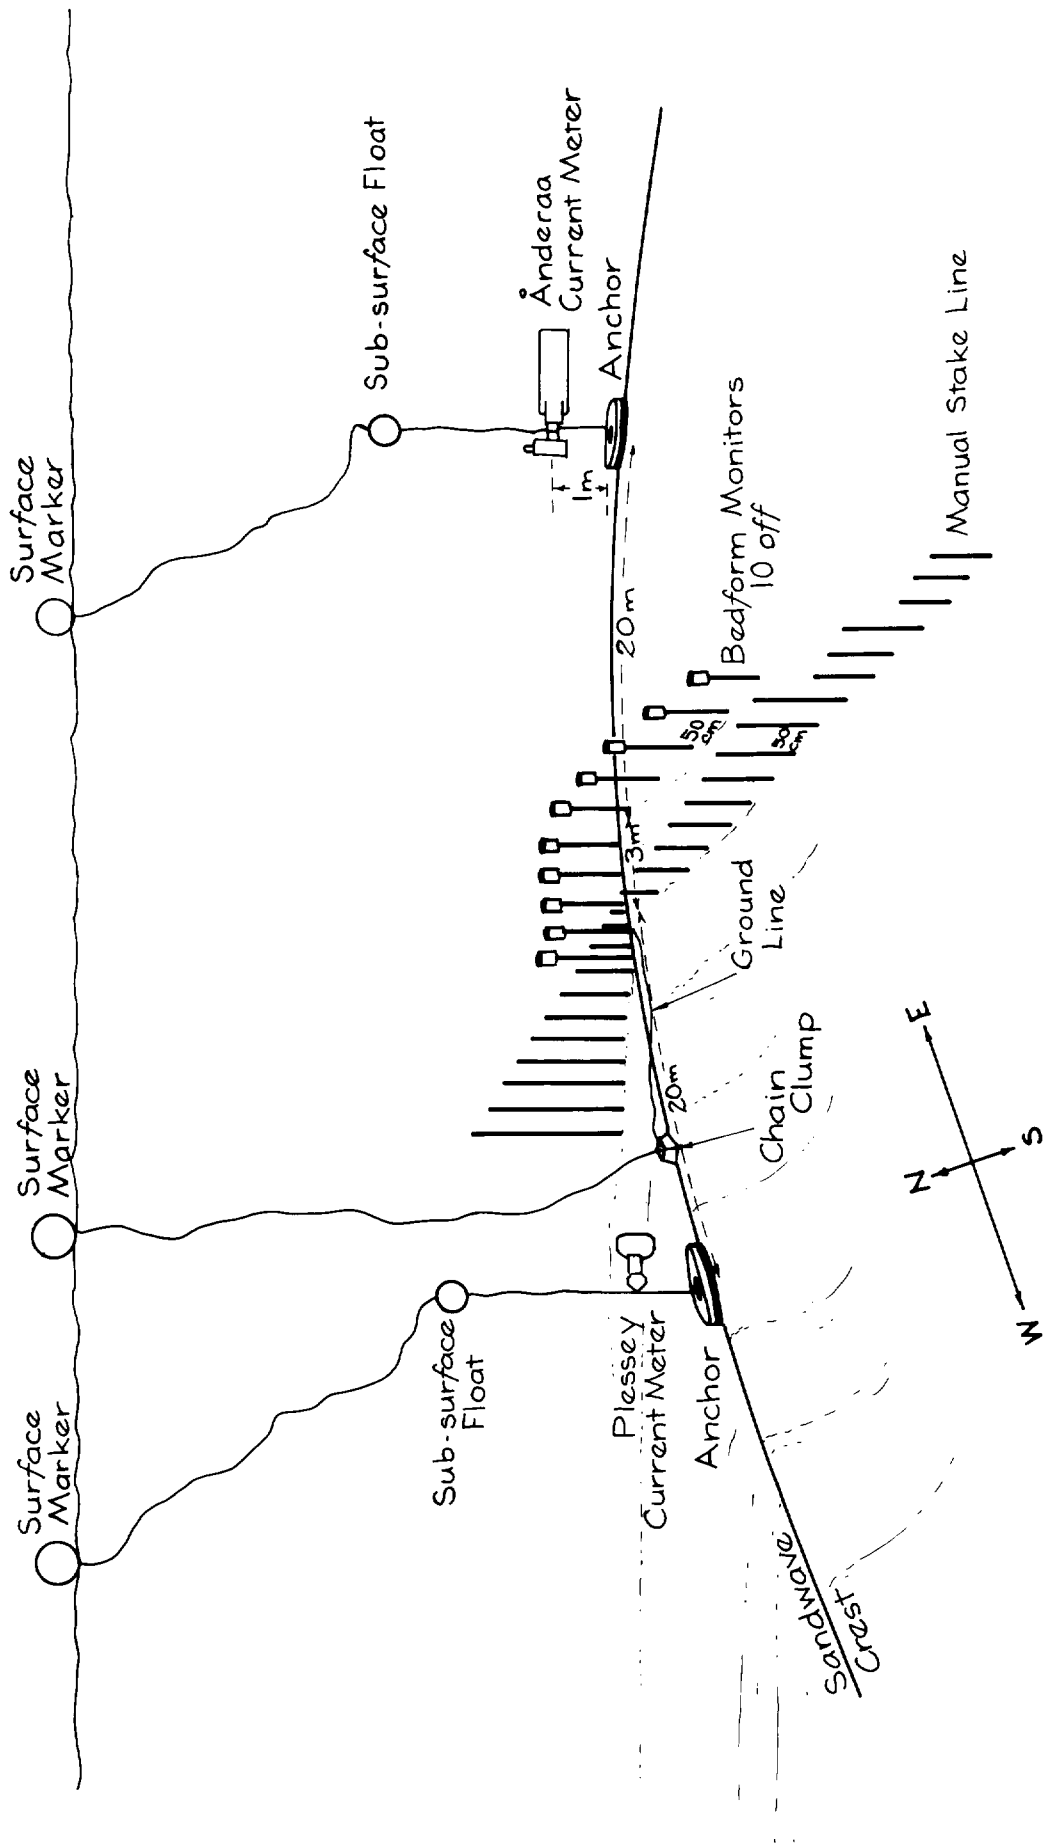 Surface
Marker
Surface
Marker
Surface
Marker
Sub-surface
Float
Sub-surface Float
Plessey
Current Meter
Ånderaa
Current Meter
1m
Anchor
Anchor
20m
3m
20m
50
cm
50
cm
Bedform Monitors
10 off
Manual Stake Line
Ground
Line
Chain
Clump
Sandwave
Crest
N
E
S
W